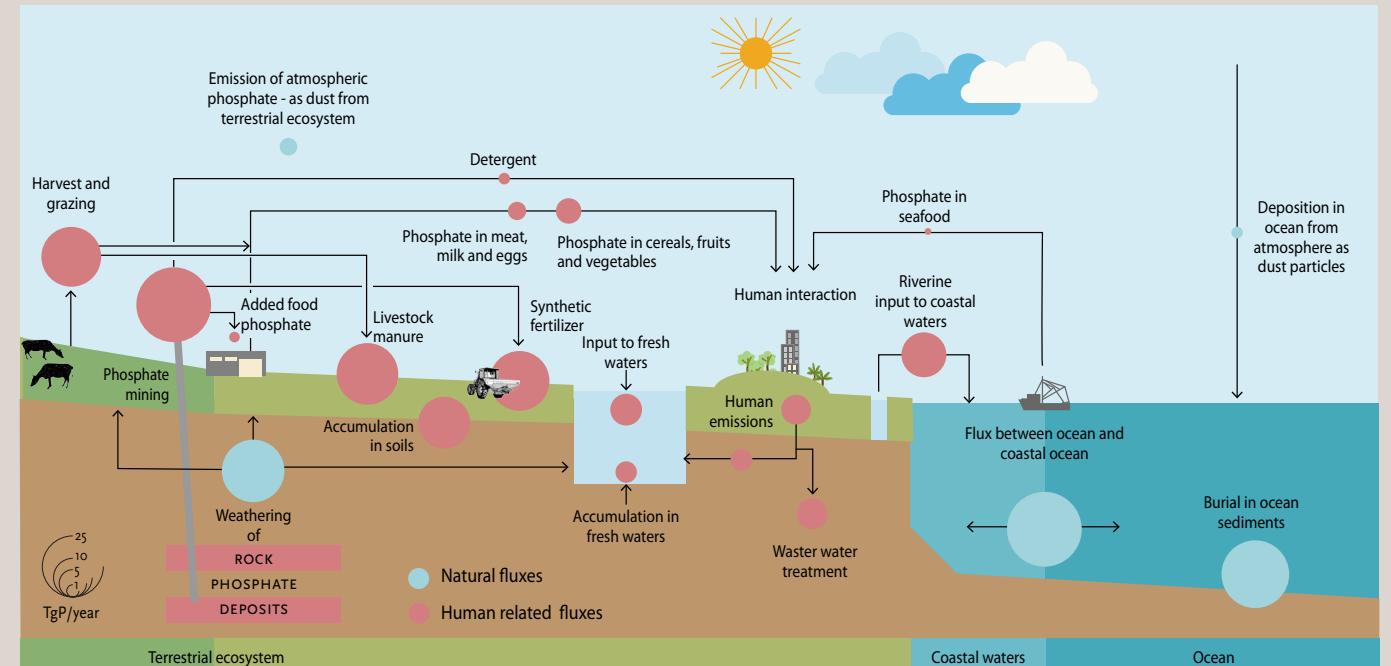 Emission of atmospheric
phosphate - as dust from
terrestrial ecosystem
Detergent
Harvest and
grazing
Phosphate in
seafood
Deposition in
ocean from
atmosphere as
dust particles
Phosphate in meat,
milk and eggs
Phosphate in cereals, fruits
and vegetables
Human interaction
Riverine
input to coastal
waters
Added food
phosphate
Livestock
manure
Synthetic
fertilizer
Input to fresh
waters
Phosphate
mining
Accumulation
in soils
Human
emissions
Flux between ocean and
coastal ocean
Weathering
of
ROCK
PHOSPHATE
DEPOSITS
Accumulation in
fresh waters
Waster water
treatment
Burial in ocean
sediments
25
10
5
1
TgP/year
Natural fluxes
Human related fluxes
Terrestrial ecosystem
Coastal waters
Ocean